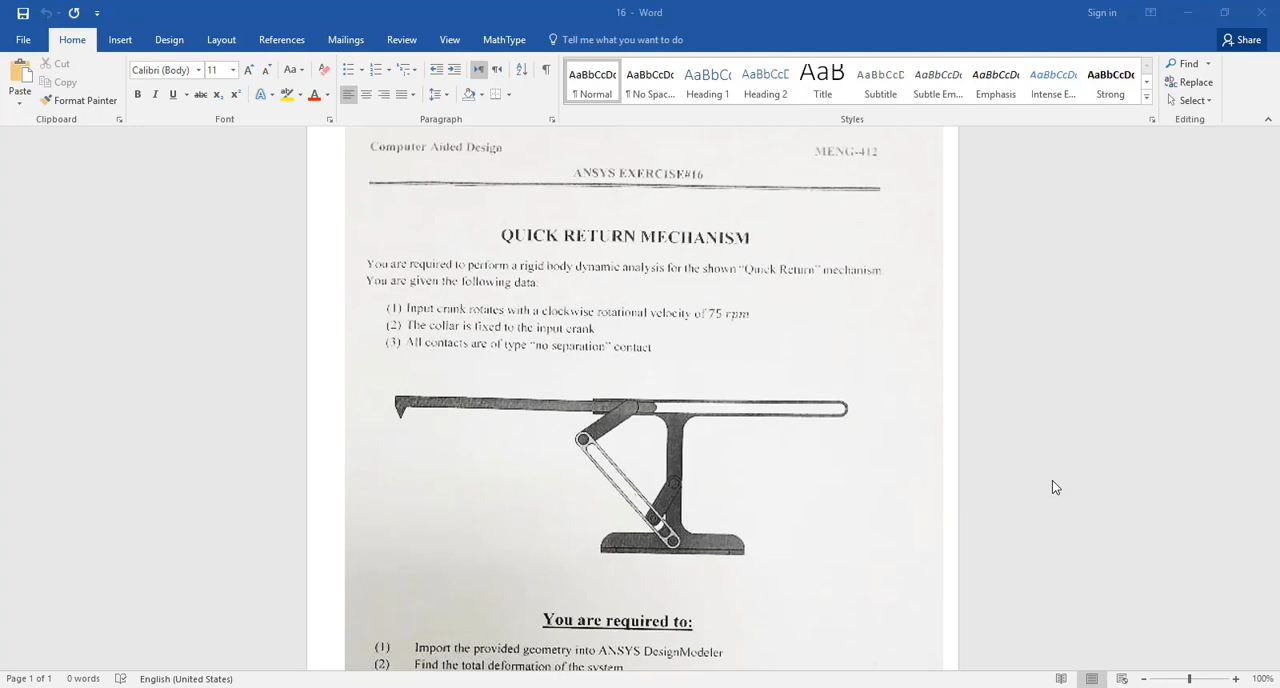 16 - Word
Sign in
File Home Insert Design Layout References Mailings Review View MathType Tell me what you want to do Share
Paste
Cut
Copy
Format Painter
Clipboard
Calibri (Body) 11
Font
Paragraph
AaBbCcDc AaBbCcDc AaBbC( AaBbCcC AaB AaBbCcD AaBbCcDc AaBbCcDc AaBbCcDc AaBbCcDc
¶ Normal ¶ No Spac... Heading 1 Heading 2 Title Subtitle Subtle Em... Emphasis Intense E... Strong
Styles
Find
Replace
Select
Editing
Computer Aided Design MENG-412
ANSYS EXERCISE#16
QUICK RETURN MECHANISM
You are required to perform a rigid body dynamic analysis for the shown "Quick Return" mechanism
You are given the following data:
(1) Input crank rotates with a clockwise rotational velocity of 75 rpm
(2) The collar is fixed to the input crank
(3) All contacts are of type "no separation" contact
You are required to:
(1) Import the provided geometry into ANSYS DesignModeler
(2) Find the total deformation of the system
Page 1 of 1 0 words English (United States) 100%